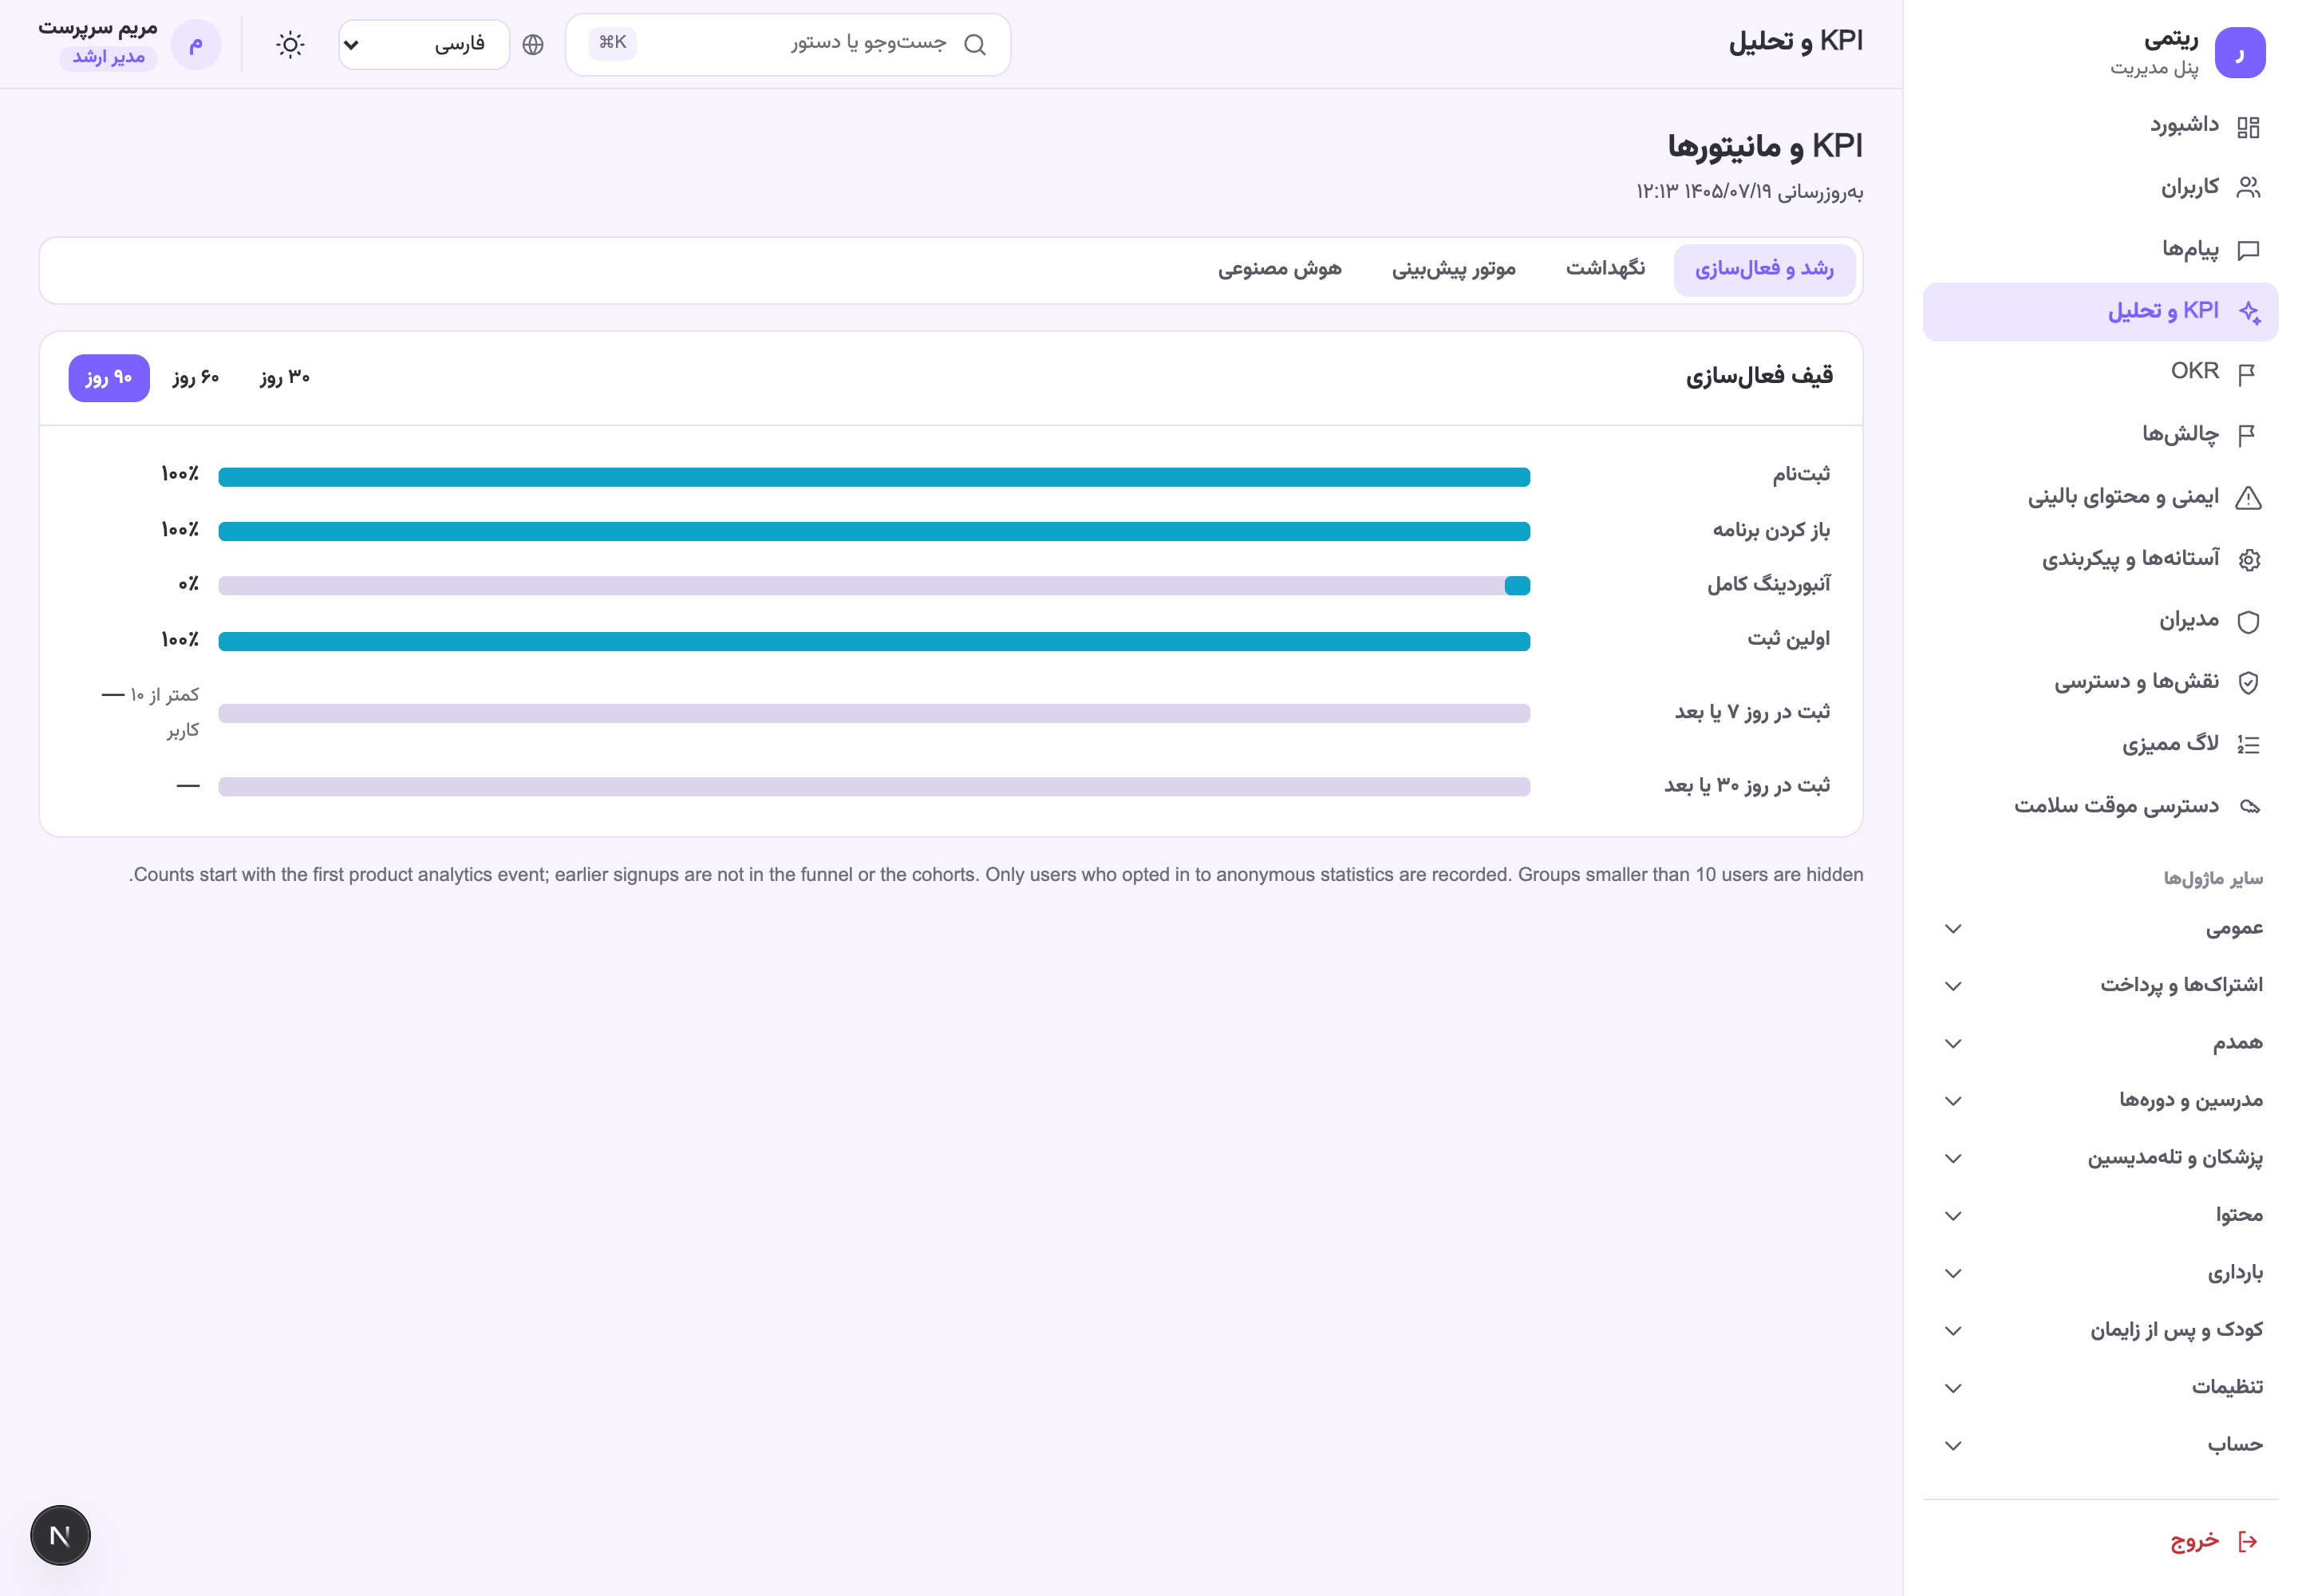 ر
ریتمی
پنل مدیریت
داشبورد
کاربران
پیام‌ها
KPI و تحلیل
OKR
چالش‌ها
ایمنی و محتوای بالینی
آستانه‌ها و پیکربندی
مدیران
نقش‌ها و دسترسی
لاگ ممیزی
دسترسی موقت سلامت
سایر ماژول‌ها
عمومی
اشتراک‌ها و پرداخت
همدم
مدرسین و دوره‌ها
پزشکان و تله‌مدیسین
محتوا
بارداری
کودک و پس از زایمان
تنظیمات
حساب
خروج
KPI و تحلیل
جست‌وجو یا دستور
⌘K
فارسی
م
مریم سرپرست
مدیر ارشد
KPI و مانیتورها
به‌روزرسانی ۱۴۰۵/۰۷/۱۹ ۱۲:۱۳
رشد و فعال‌سازی
نگهداشت
موتور پیش‌بینی
هوش مصنوعی
قیف فعال‌سازی
۳۰ روز
۶۰ روز
۹۰ روز
ثبت‌نام
۱۰۰٪
باز کردن برنامه
۱۰۰٪
آنبوردینگ کامل
۰٪
اولین ثبت
۱۰۰٪
ثبت در روز ۷ یا بعد
کمتر از ۱۰ —
کاربر
ثبت در روز ۳۰ یا بعد
—
Counts start with the first product analytics event; earlier signups are not in the funnel or the cohorts. Only users who opted in to anonymous statistics are recorded. Groups smaller than 10 users are hidden.
N